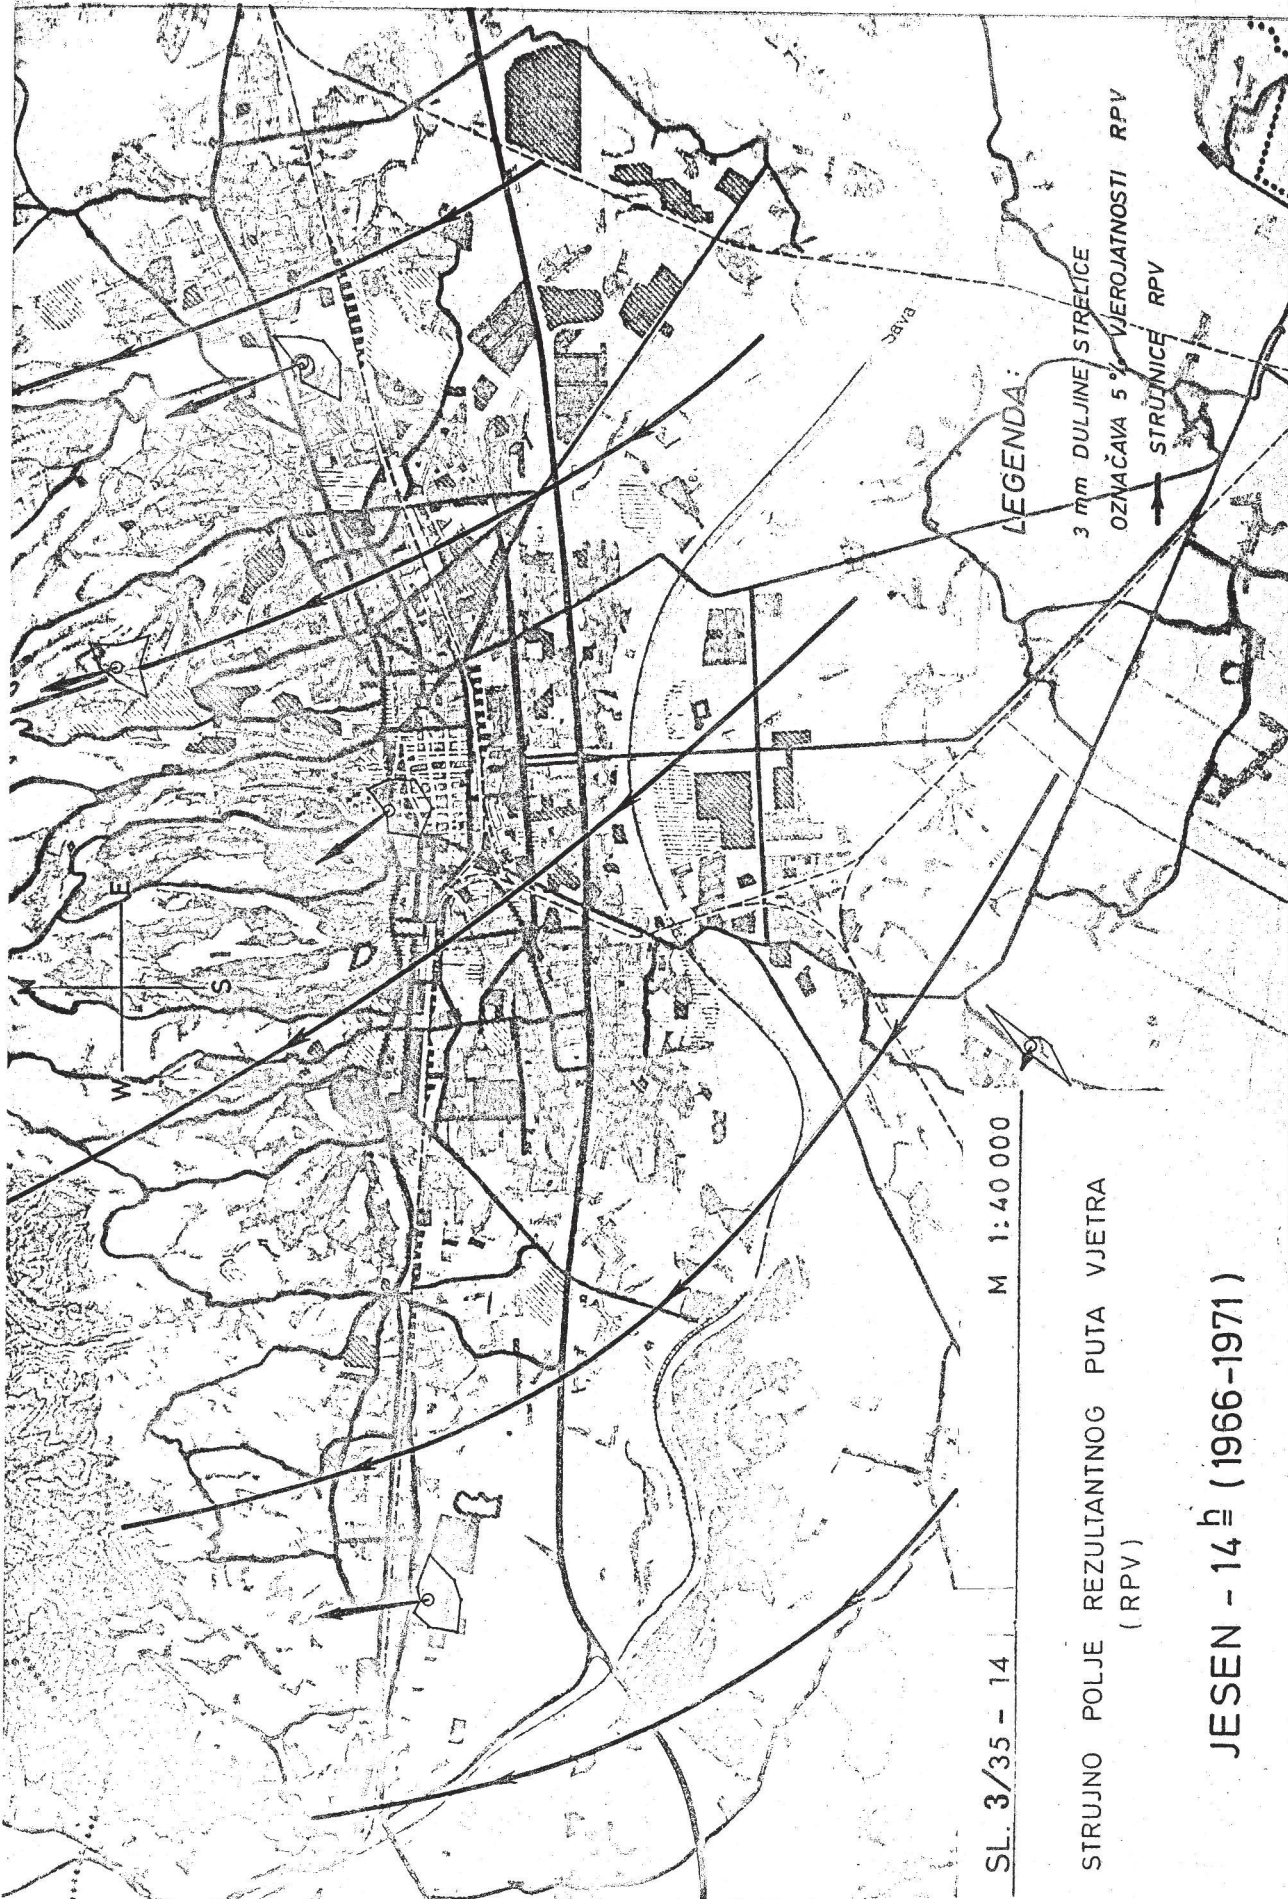 N
W
E
S
Sava
LEGENDA:
3 mm DULJINE STRELICE
OZNAČAVA 5 % VJEROJATNOSTI RPV
STRUJNICE RPV
SL. 3/35 - 14
M 1:40 000
STRUJNO POLJE REZULTANTNOG PUTA VJETRA
(RPV)
JESEN - 14 h (1966-1971)